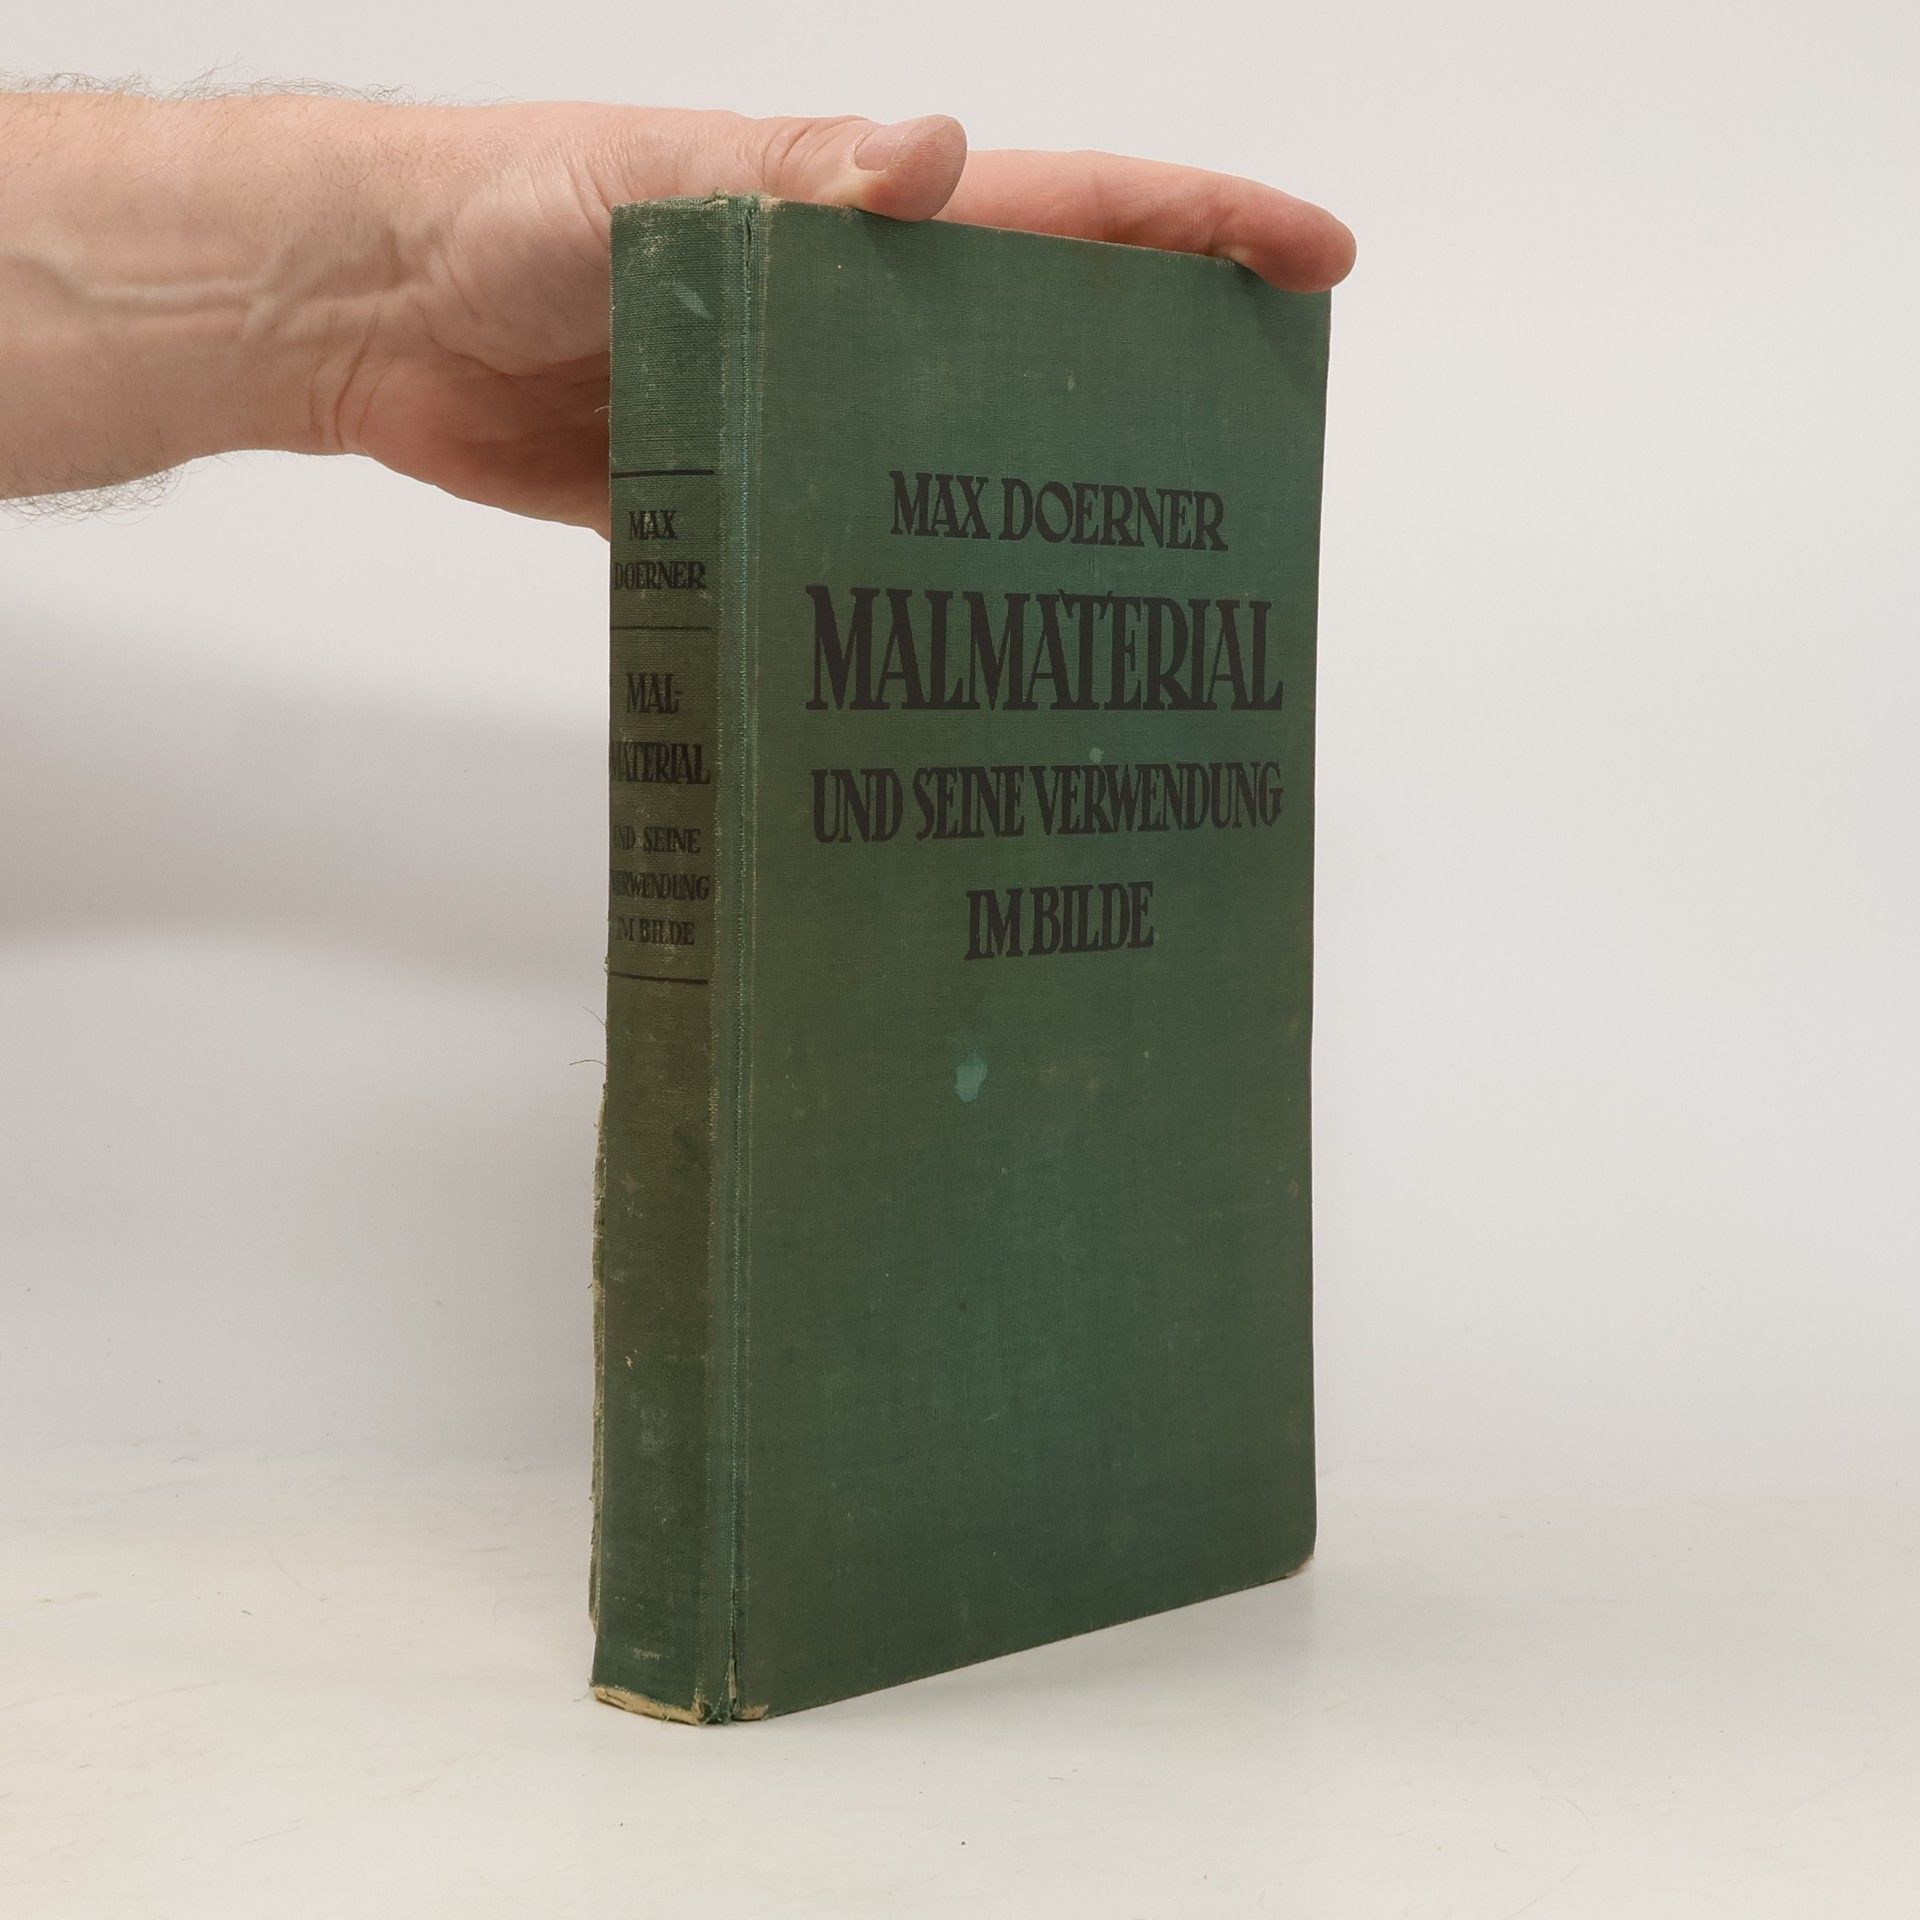 MAX
DOERNER
MAL-
MATERIAL
UND SEINE
VERWENDUNG
IM BILDE
MAX DOERNER
MALMATERIAL
UND SEINE VERWENDUNG
IM BILDE